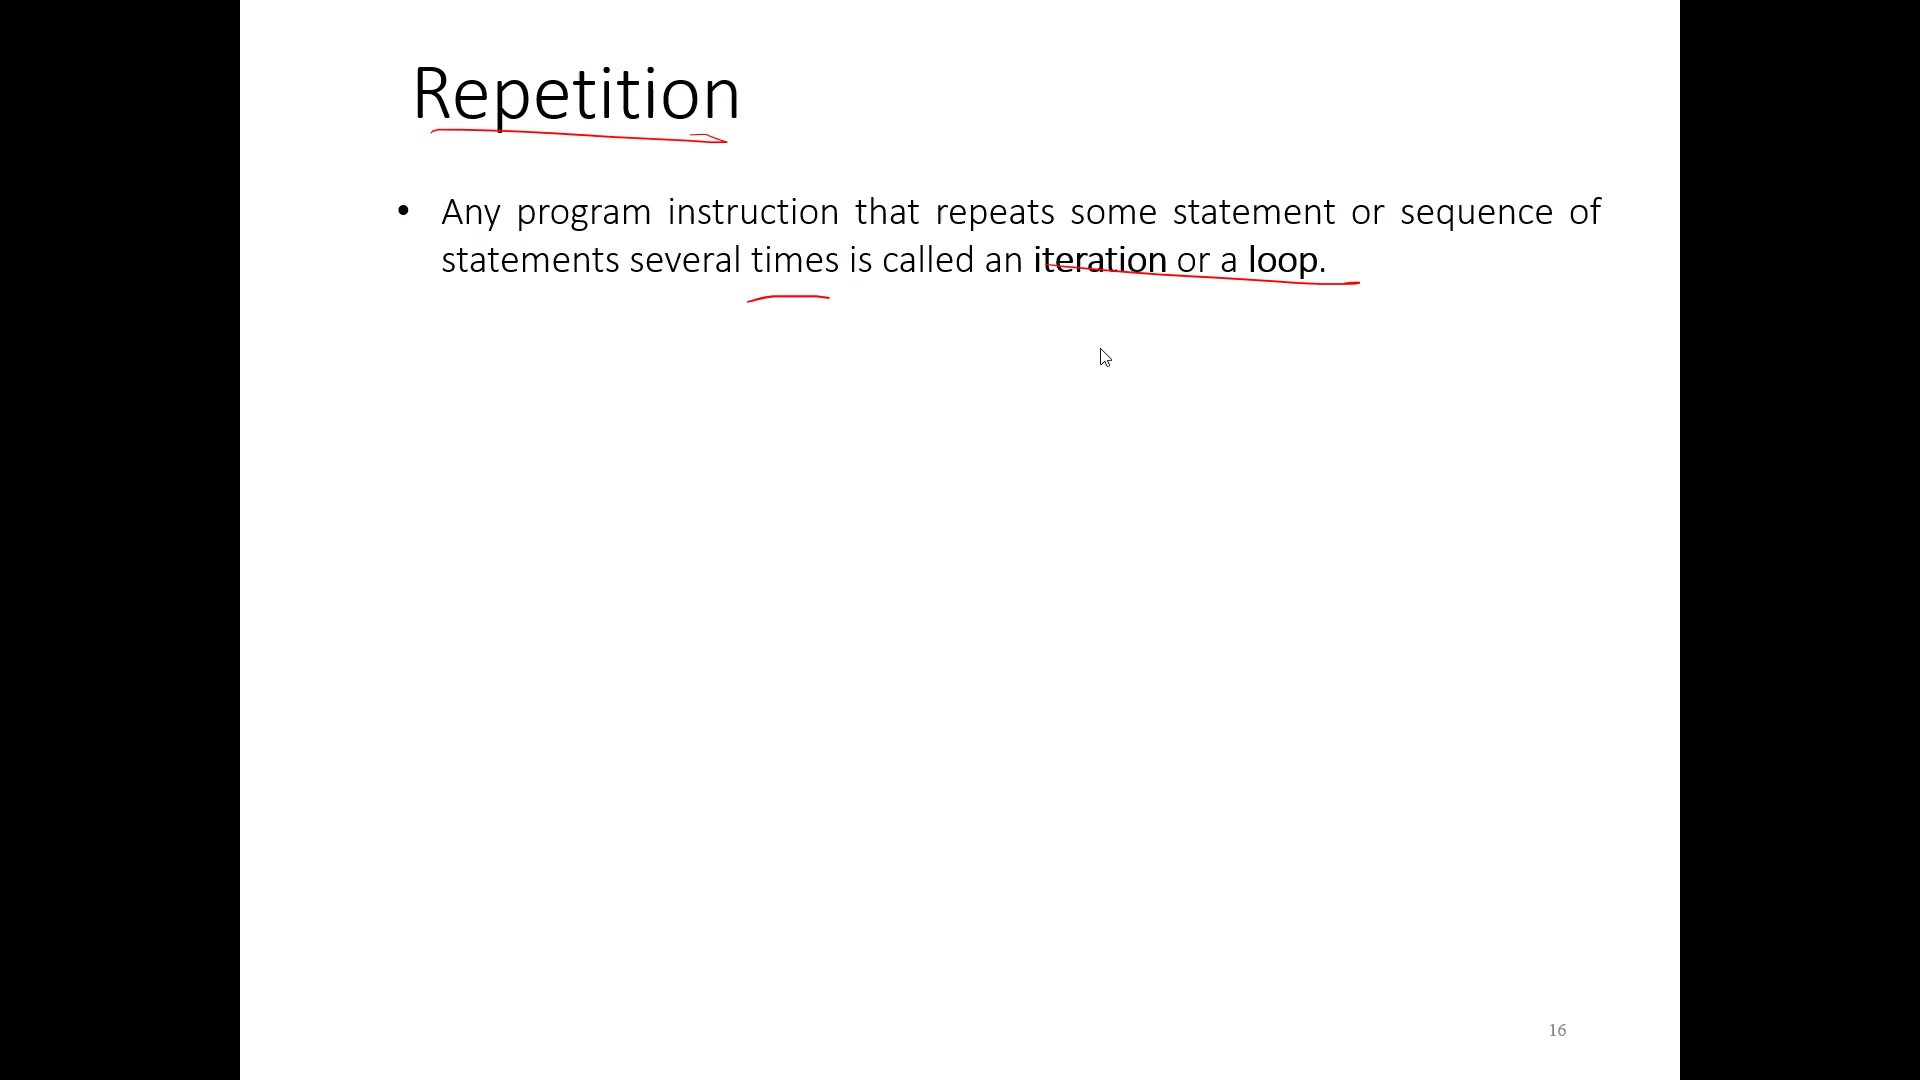 Repetition
• Any program instruction that repeats some statement or sequence of
statements several times is called an iteration or a loop.
16